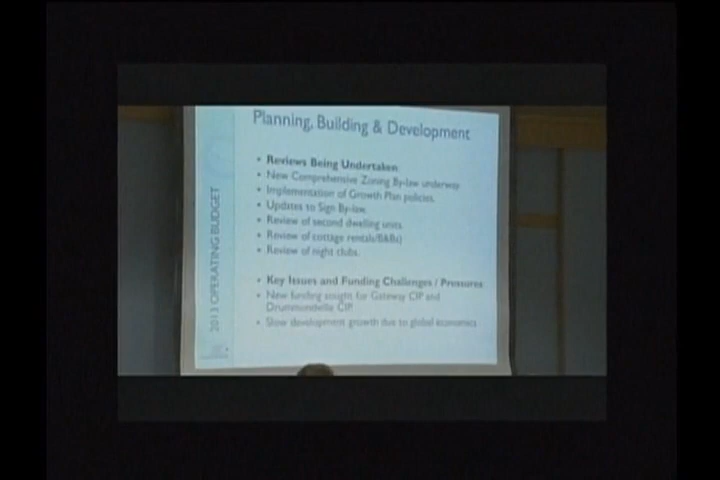 Planning, Building & Development
• Reviews Being Undertaken
• New Comprehensive Zoning By-law underway
• Implementation of Growth Plan policies.
• Updates to Sign By-law.
• Review of second dwelling units.
• Review of cottage rentals/B&Bs)
• Review of night clubs.
• Key Issues and Funding Challenges / Pressures
• New funding sought for Gateway CIP and
Drummondville CIP.
• Slow development growth due to global economics
2013 OPERATING BUDGET